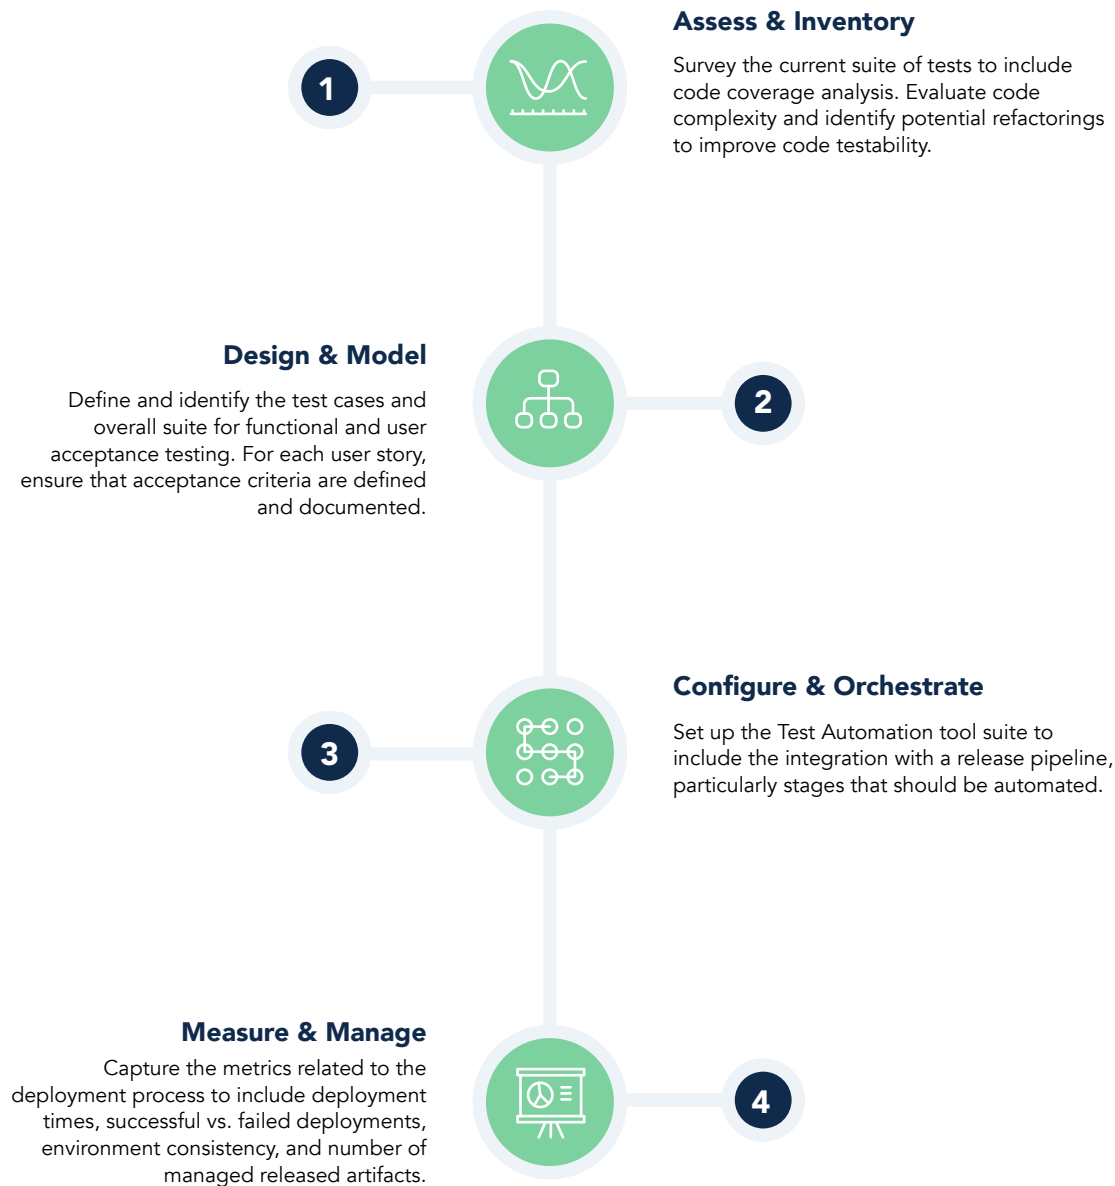 1
Assess & Inventory
Survey the current suite of tests to include
code coverage analysis. Evaluate code
complexity and identify potential refactorings
to improve code testability.
Design & Model
Define and identify the test cases and
overall suite for functional and user
acceptance testing. For each user story,
ensure that acceptance criteria are defined
and documented.
2
3
Configure & Orchestrate
Set up the Test Automation tool suite to
include the integration with a release pipeline,
particularly stages that should be automated.
Measure & Manage
Capture the metrics related to the
deployment process to include deployment
times, successful vs. failed deployments,
environment consistency, and number of
managed released artifacts.
4